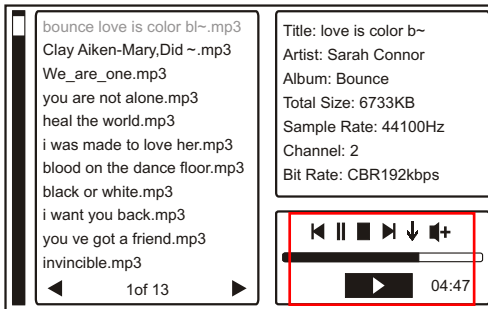 bounce love is color bl~.mp3
Clay Aiken-Mary,Did ~.mp3
We_are_one.mp3
you are not alone.mp3
heal the world.mp3
i was made to love her.mp3
blood on the dance floor.mp3
black or white.mp3
i want you back.mp3
you ve got a friend.mp3
invincible.mp3
1of 13
Title: love is color b~
Artist: Sarah Connor
Album: Bounce
Total Size: 6733KB
Sample Rate: 44100Hz
Channel: 2
Bit Rate: CBR192kbps
04:47